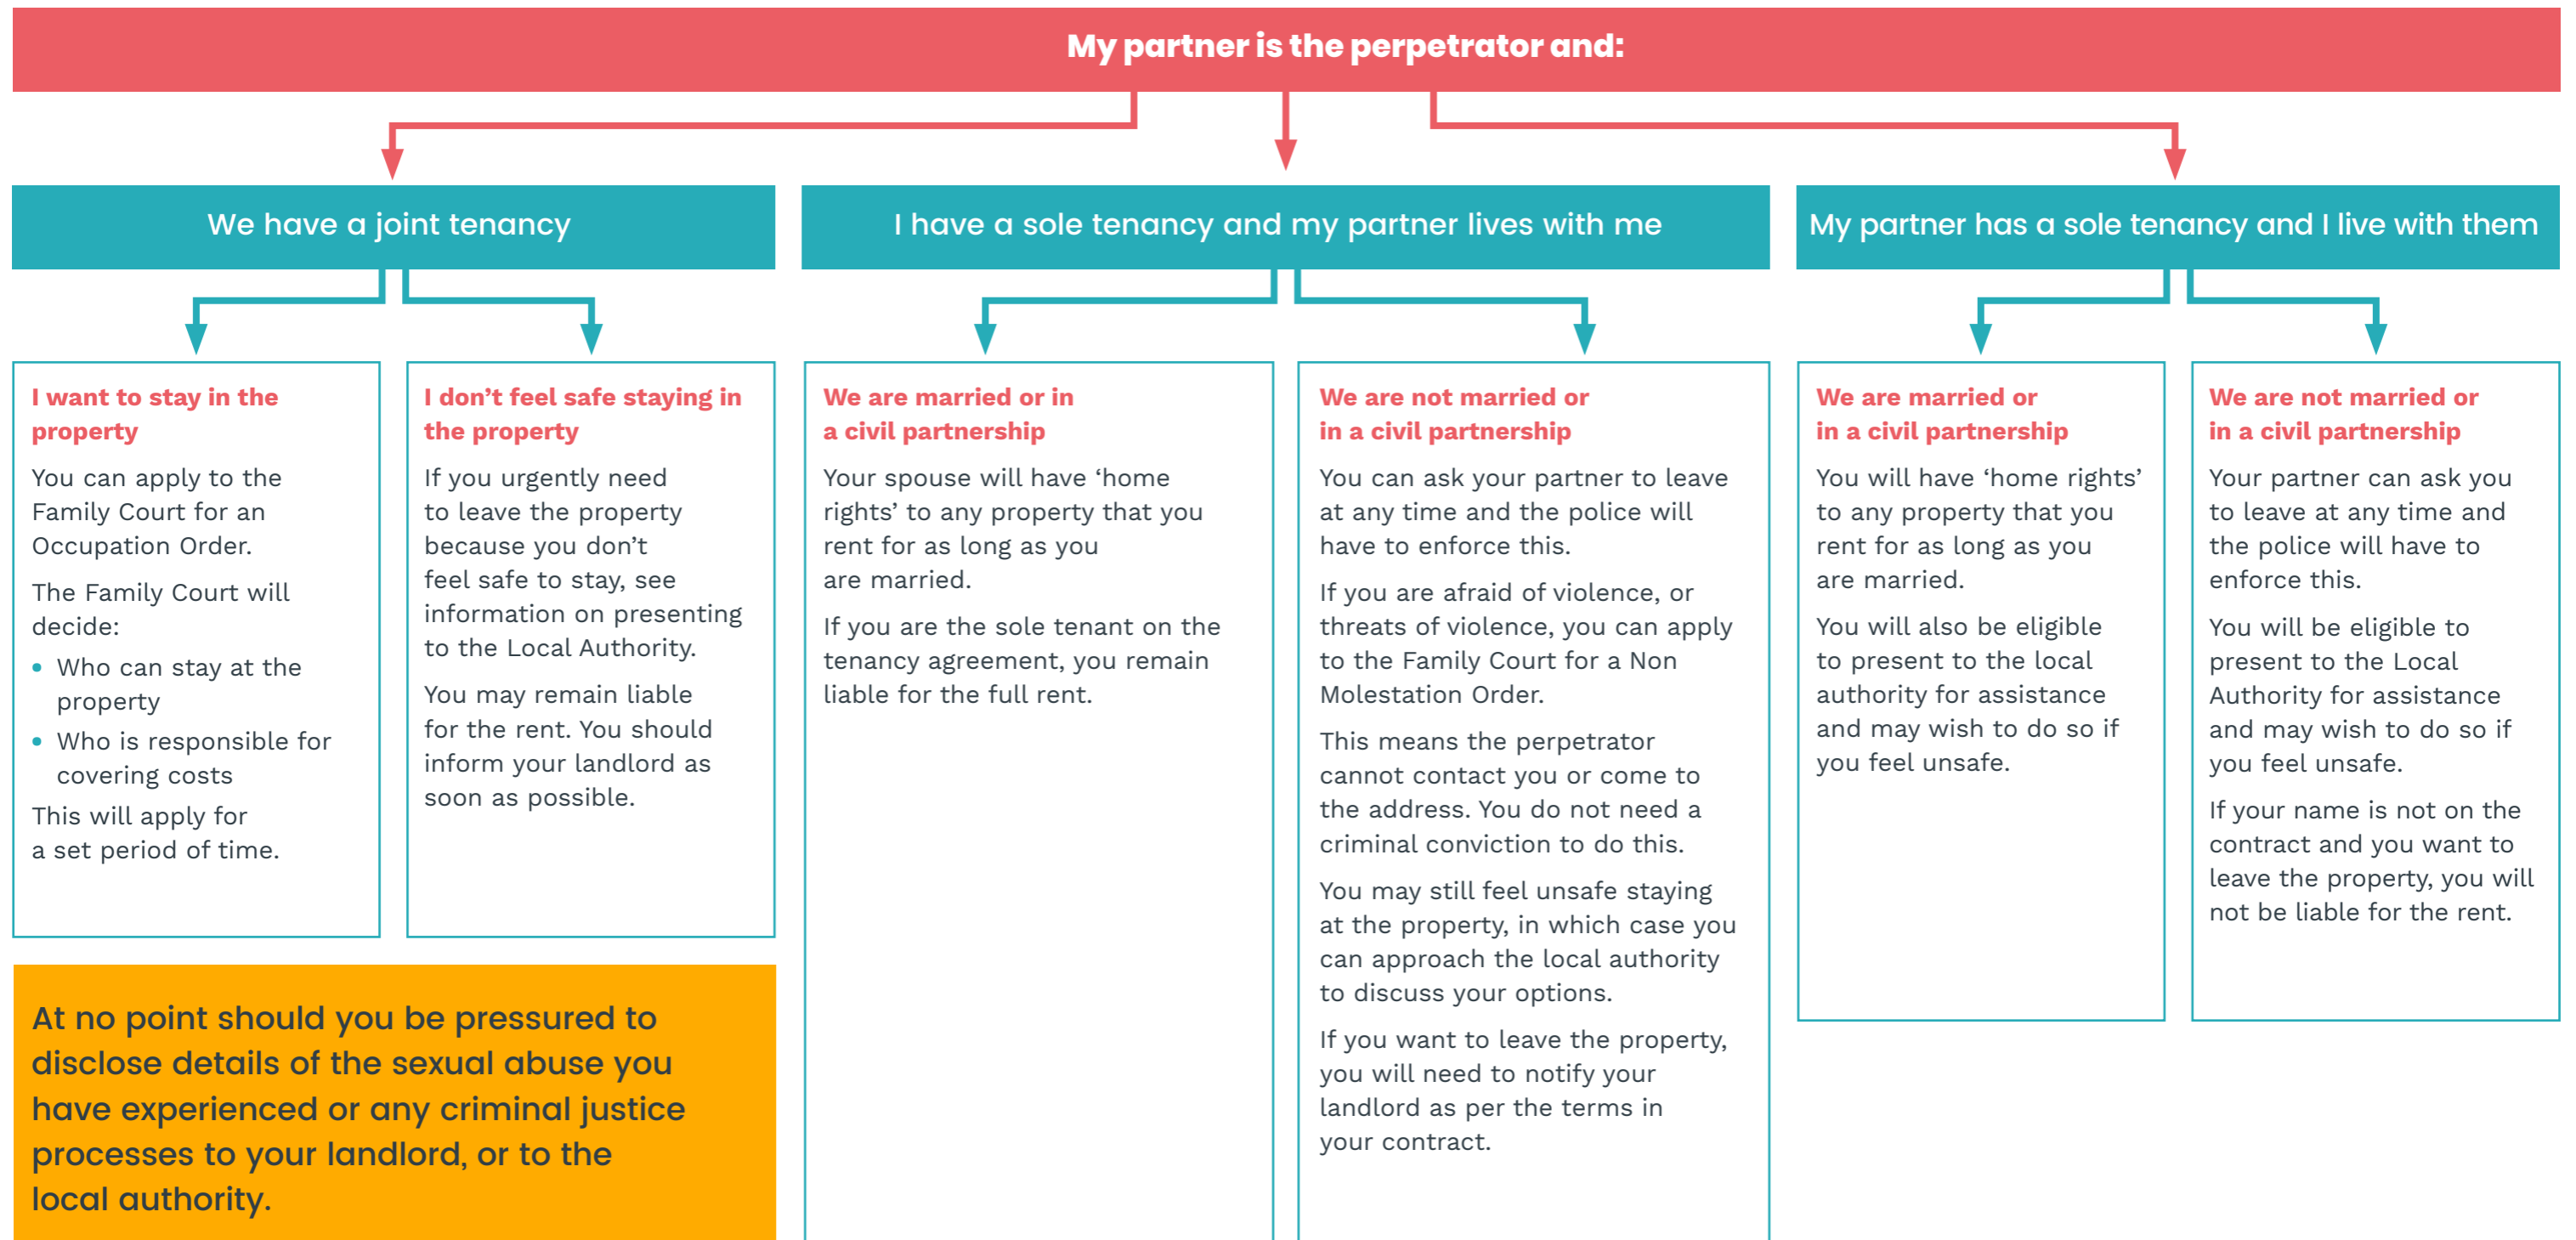 My partner is the perpetrator and:
We have a joint tenancy
I want to stay in the
property
You can apply to the
Family Court for an
Occupation Order.
The Family Court will
decide:
• Who can stay at the
property
• Who is responsible for
covering costs
This will apply for
a set period of time.
I don’t feel safe staying in
the property
If you urgently need
to leave the property
because you don’t
feel safe to stay, see
information on presenting
to the Local Authority.
You may remain liable
for the rent. You should
inform your landlord as
soon as possible.
At no point should you be pressured to
disclose details of the sexual abuse you
have experienced or any criminal justice
processes to your landlord, or to the
local authority.
I have a sole tenancy and my partner lives with me
We are married or in
a civil partnership
Your spouse will have ‘home
rights’ to any property that you
rent for as long as you
are married.
If you are the sole tenant on the
tenancy agreement, you remain
liable for the full rent.
We are not married or
in a civil partnership
You can ask your partner to leave
at any time and the police will
have to enforce this.
If you are afraid of violence, or
threats of violence, you can apply
to the Family Court for a Non
Molestation Order.
This means the perpetrator
cannot contact you or come to
the address. You do not need a
criminal conviction to do this.
You may still feel unsafe staying
at the property, in which case you
can approach the local authority
to discuss your options.
If you want to leave the property,
you will need to notify your
landlord as per the terms in
your contract.
My partner has a sole tenancy and I live with them
We are married or
in a civil partnership
You will have ‘home rights’
to any property that you
rent for as long as you
are married.
You will also be eligible
to present to the local
authority for assistance
and may wish to do so if
you feel unsafe.
We are not married or
in a civil partnership
Your partner can ask you
to leave at any time and
the police will have to
enforce this.
You will be eligible to
present to the Local
Authority for assistance
and may wish to do so if
you feel unsafe.
If your name is not on the
contract and you want to
leave the property, you will
not be liable for the rent.